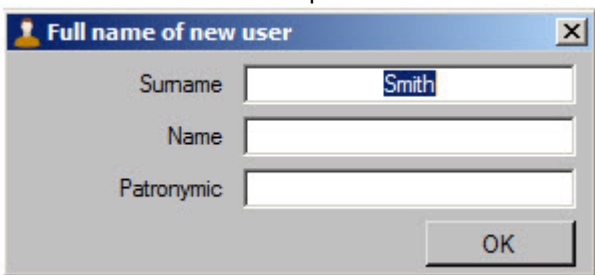 Full name of new user
Surname Smith
Name
Patronymic
OK